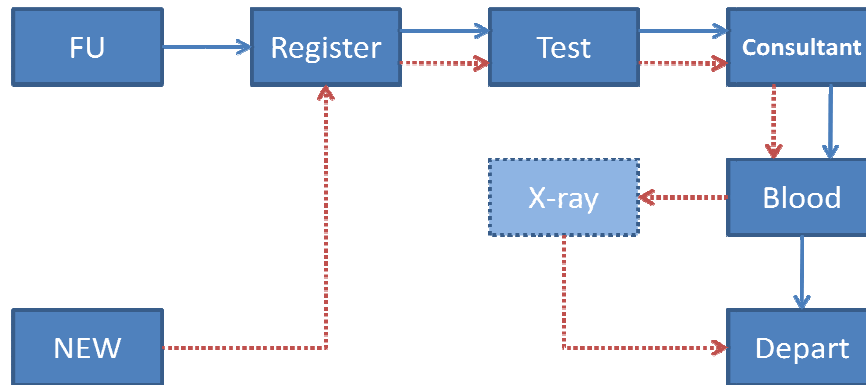 FU
Register
Test
Consultant
X-ray
Blood
NEW
Depart